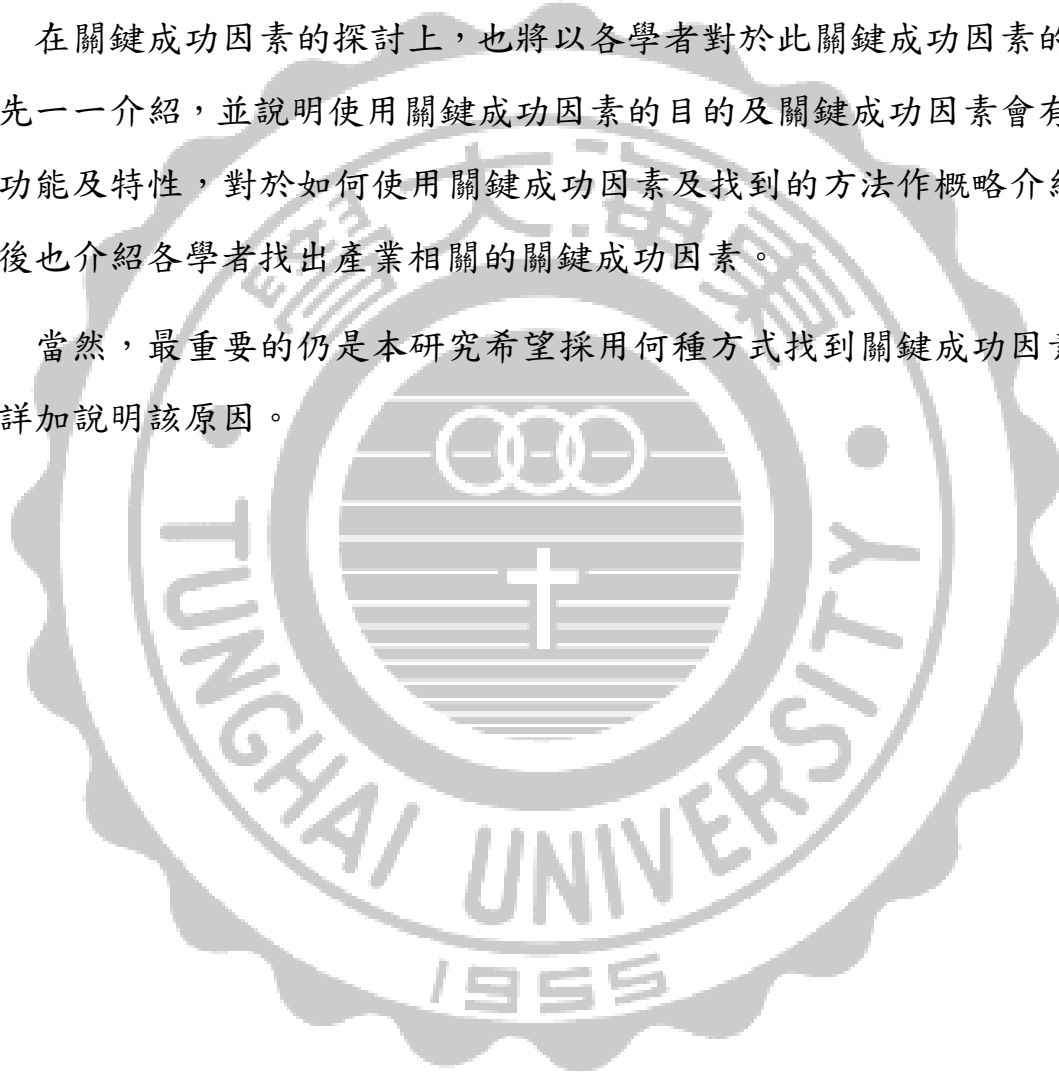 在關鍵成功因素的探討上，也將以各學者對於此關鍵成功因素的
先一一介紹，並說明使用關鍵成功因素的目的及關鍵成功因素會有
功能及特性，對於如何使用關鍵成功因素及找到的方法作概略介紹
後也介紹各學者找出產業相關的關鍵成功因素。
當然，最重要的仍是本研究希望採用何種方式找到關鍵成功因素
詳加說明該原因。
學大海東
TUNGHAI UNIVERSITY
1955